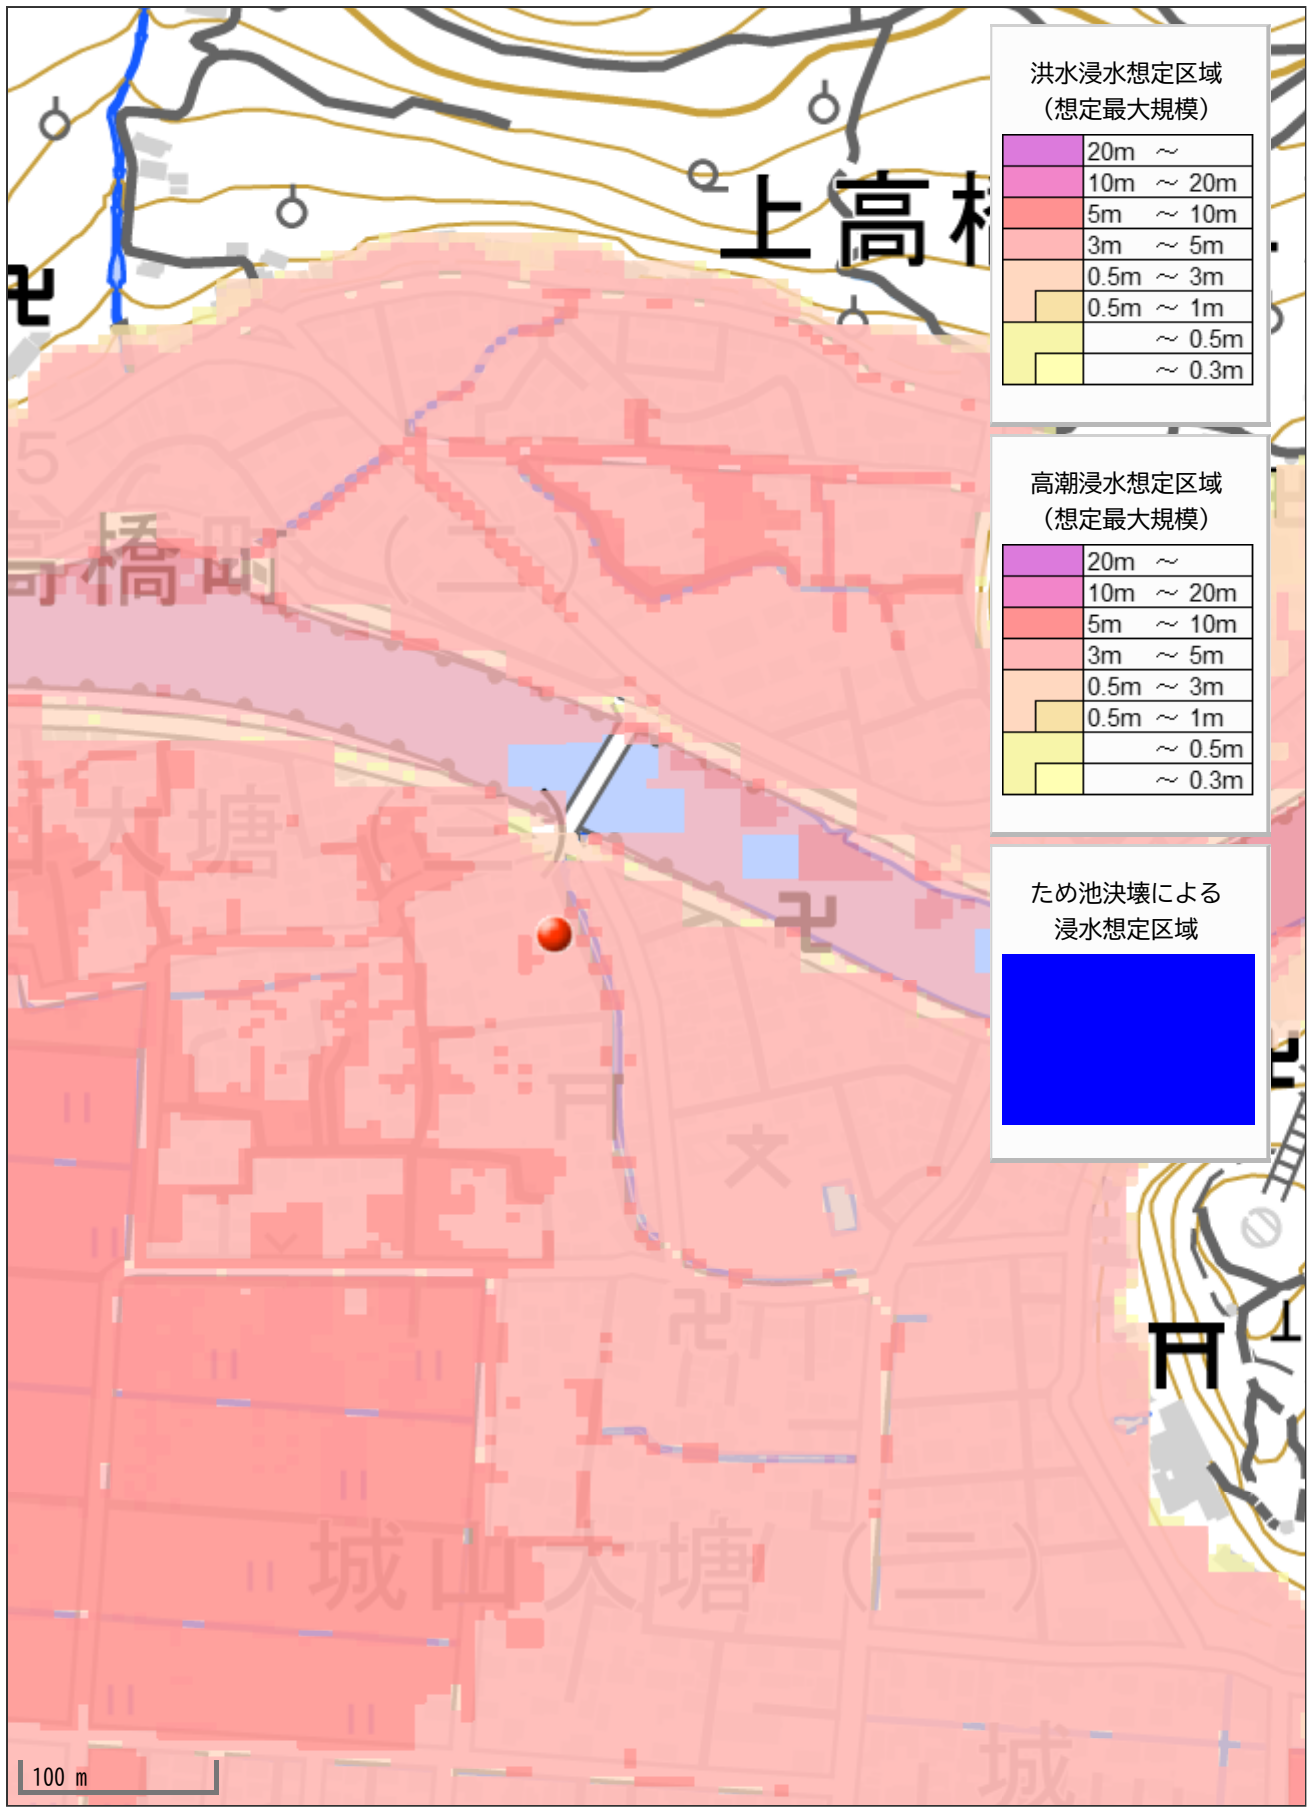 洪水浸水想定区域
（想定最大規模）
20m ～
10m ～ 20m
5m ～ 10m
3m ～ 5m
0.5m ～ 3m
0.5m ～ 1m
～ 0.5m
～ 0.3m
上高
高潮浸水想定区域
（想定最大規模）
20m ～
10m ～ 20m
5m ～ 10m
3m ～ 5m
0.5m ～ 3m
0.5m ～ 1m
～ 0.5m
～ 0.3m
5
（二）
高橋町
大塘（三）
ため池決壊による
浸水想定区域
城山大塘（三）
城山
100 m